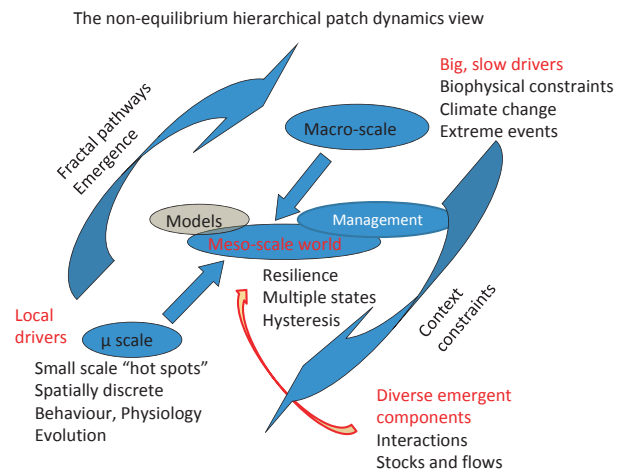 The non-equilibrium hierarchical patch dynamics view
Fractal pathways
Emergence
Macro-scale
Big, slow drivers
Biophysical constraints
Climate change
Extreme events
Models
Management
Meso-scale world
Resilience
Multiple states
Hysteresis
Context
constraints
Local
drivers
µ scale
Small scale “hot spots”
Spatially discrete
Behaviour, Physiology
Evolution
Diverse emergent
components
Interactions
Stocks and flows